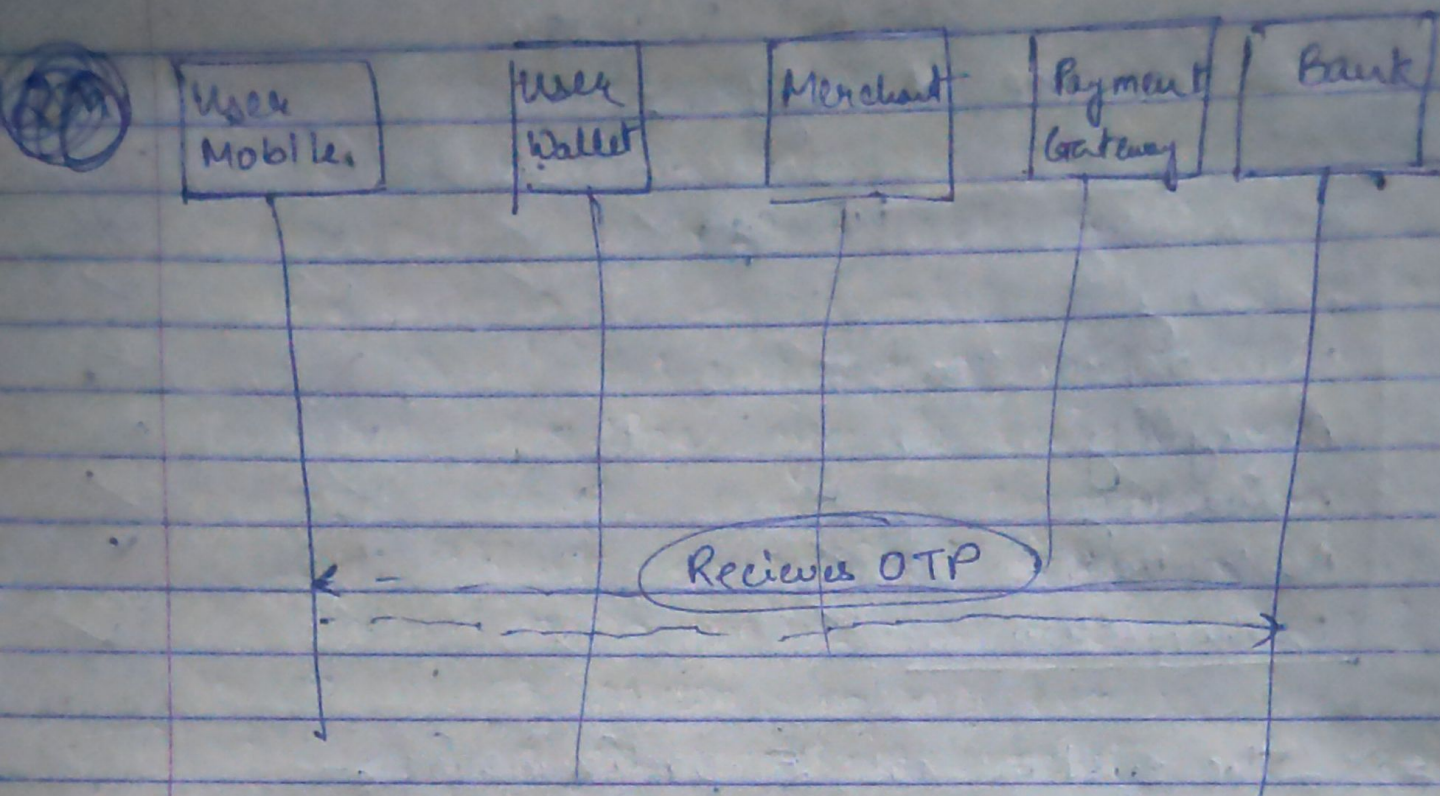 User
Mobile.
User
Wallet
Merchant
Payment
Gateway
Bank
Recieves OTP